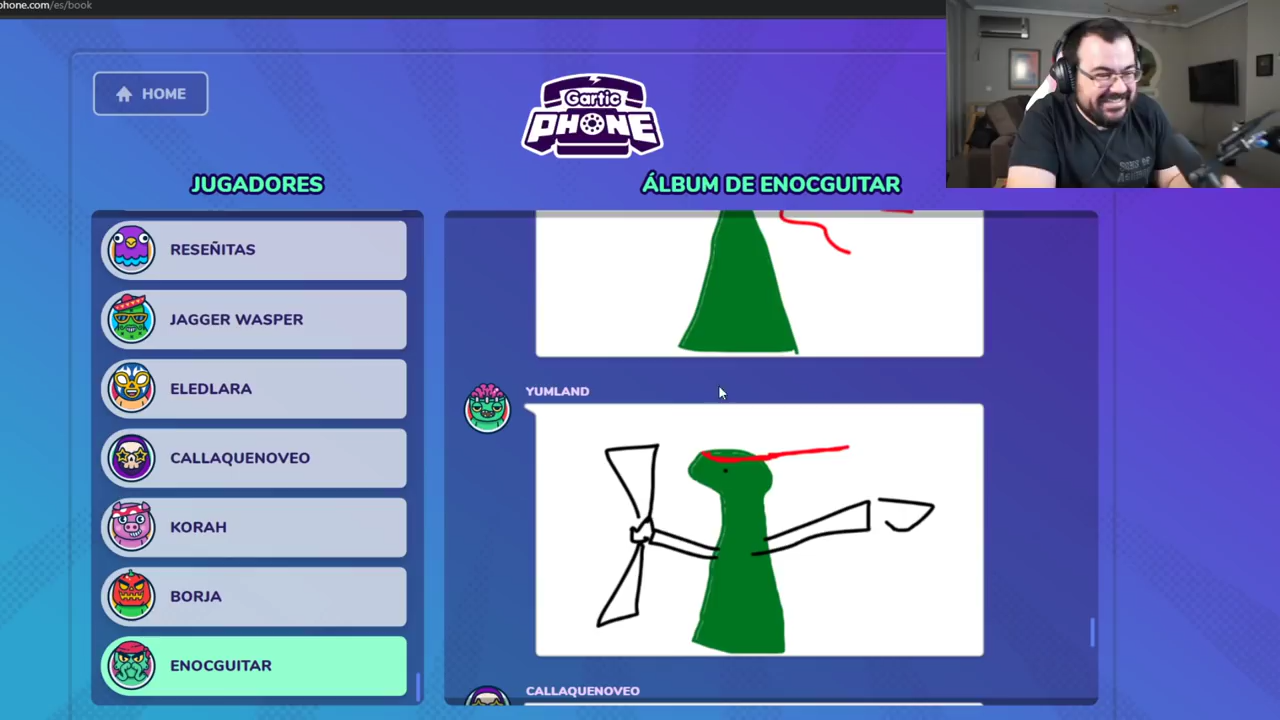 phone.com/es/book
HOME
Gartic
PHONE
JUGADORES
ÁLBUM DE ENOCGUITAR
RESEÑITAS
JAGGER WASPER
ELEDLARA
CALLAQUENOVEO
KORAH
BORJA
ENOCGUITAR
YUMLAND
CALLAQUENOVEO